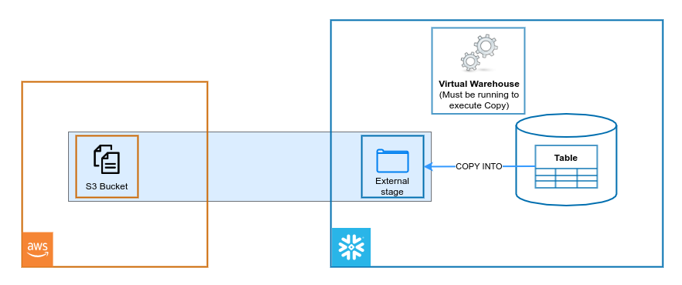 Virtual Warehouse
(Must be running to
execute Copy)
S3 Bucket
External
stage
COPY INTO
Table
aws